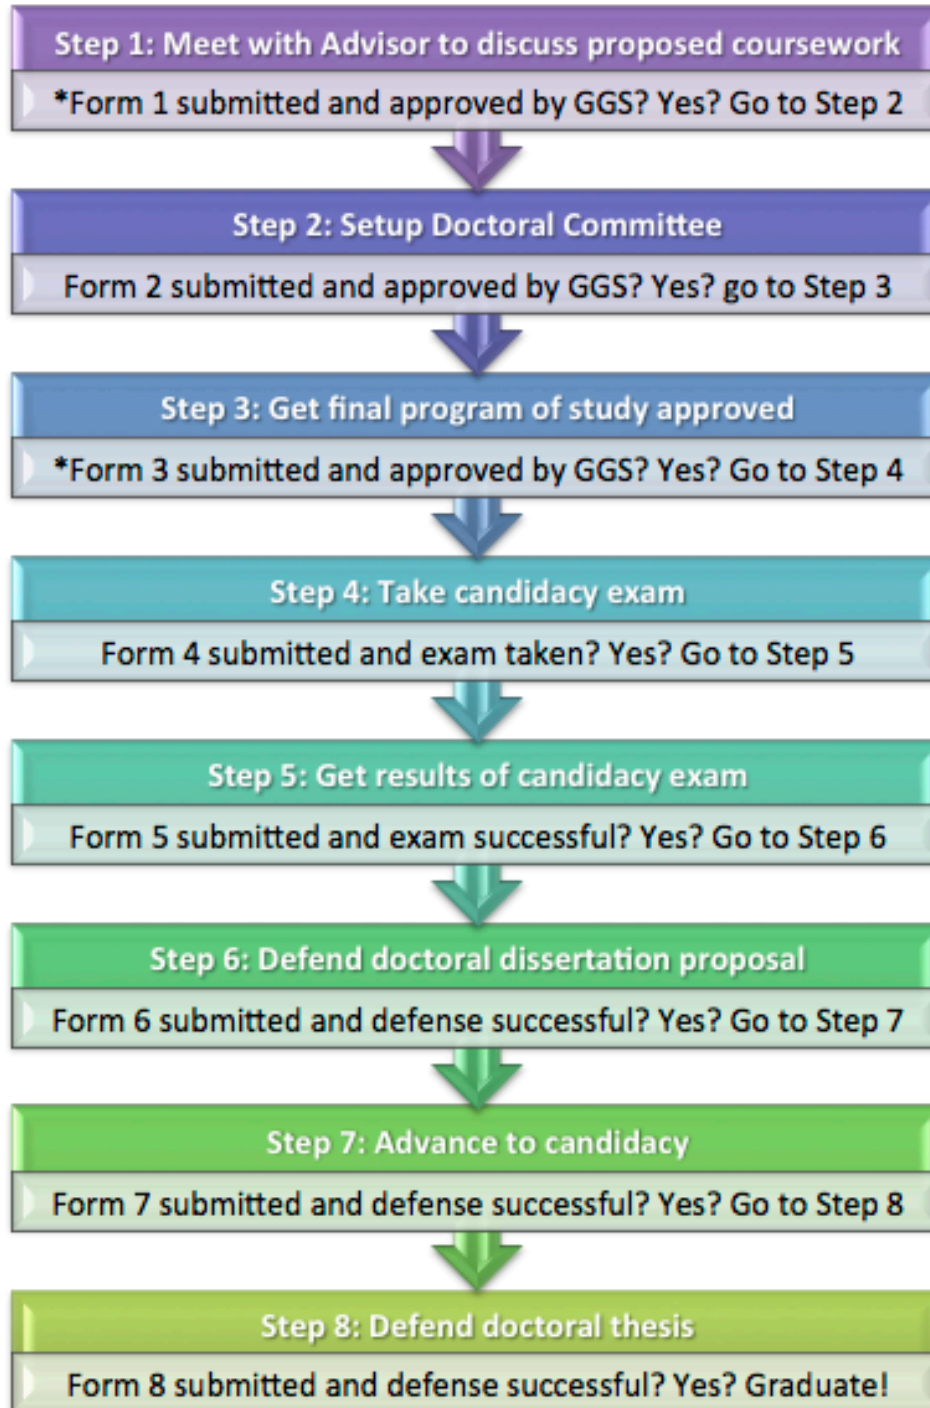 Step 1: Meet with Advisor to discuss proposed coursework
*Form 1 submitted and approved by GGS? Yes? Go to Step 2
Step 2: Setup Doctoral Committee
Form 2 submitted and approved by GGS? Yes? go to Step 3
Step 3: Get final program of study approved
*Form 3 submitted and approved by GGS? Yes? Go to Step 4
Step 4: Take candidacy exam
Form 4 submitted and exam taken? Yes? Go to Step 5
Step 5: Get results of candidacy exam
Form 5 submitted and exam successful? Yes? Go to Step 6
Step 6: Defend doctoral dissertation proposal
Form 6 submitted and defense successful? Yes? Go to Step 7
Step 7: Advance to candidacy
Form 7 submitted and defense successful? Yes? Go to Step 8
Step 8: Defend doctoral thesis
Form 8 submitted and defense successful? Yes? Graduate!